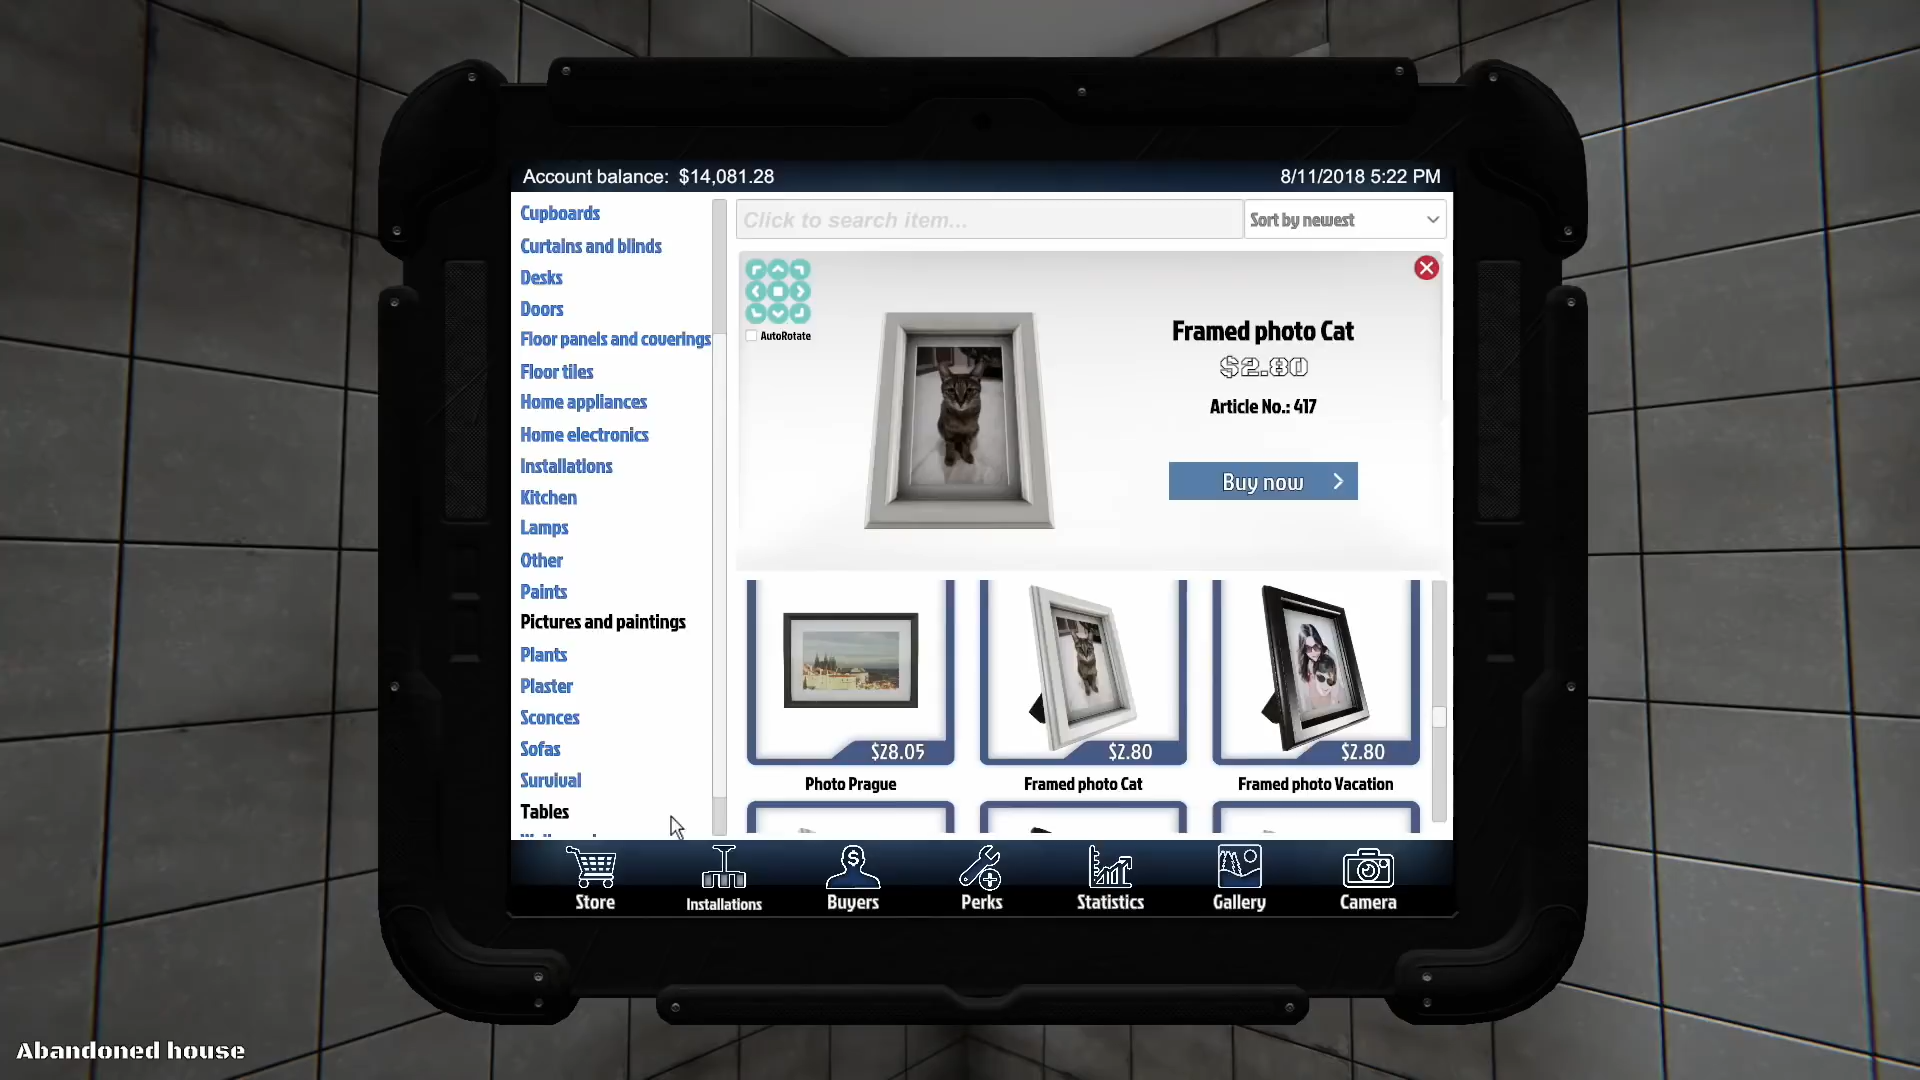 Account balance: $14,081.28
8/11/2018 5:22 PM
Cupboards
Curtains and blinds
Desks
Doors
Floor panels and coverings
Floor tiles
Home appliances
Home electronics
Installations
Kitchen
Lamps
Other
Paints
Pictures and paintings
Plants
Plaster
Sconces
Sofas
Survival
Tables
Click to search item...
Sort by newest
AutoRotate
Framed photo Cat
$2.80
Article No.: 417
Buy now
$28.05
$2.80
$2.80
Photo Prague
Framed photo Cat
Framed photo Vacation
Store
Installations
Buyers
Perks
Statistics
Gallery
Camera
Abandoned house